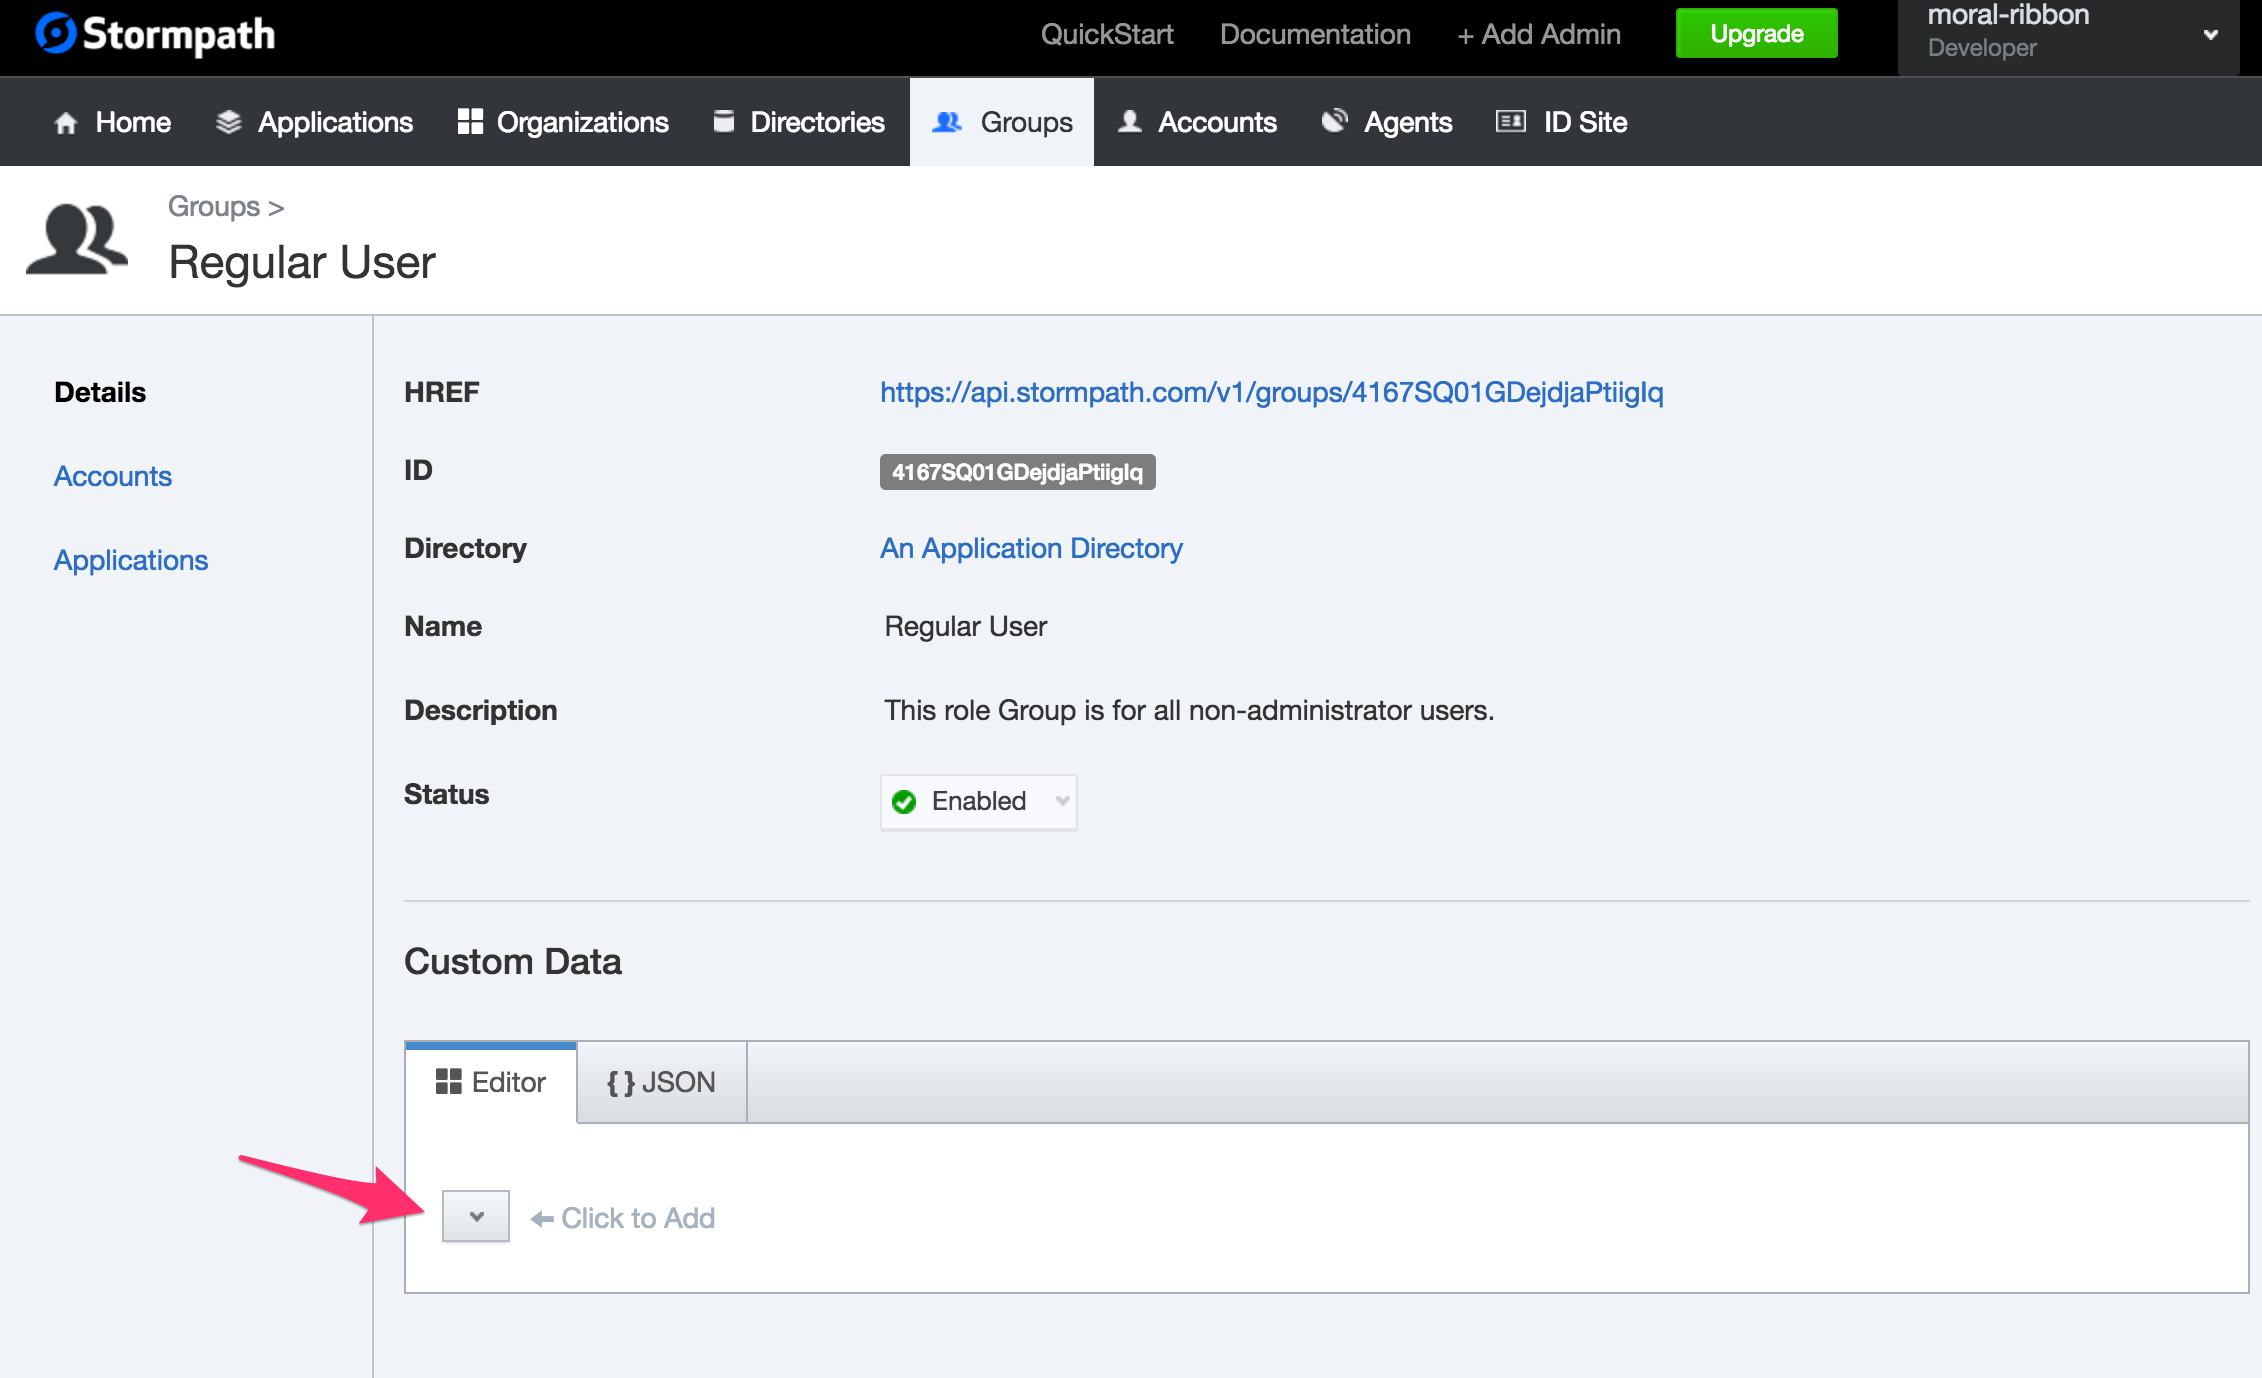 Stormpath
QuickStart Documentation + Add Admin Upgrade moral-ribbon
Developer
Home Applications Organizations Directories Groups Accounts Agents ID Site
Groups >
Regular User
Details
Accounts
Applications
HREF https://api.stormpath.com/v1/groups/4167SQ01GDejdjaPtiigIq
ID 4167SQ01GDejdjaPtiigIq
Directory An Application Directory
Name Regular User
Description This role Group is for all non-administrator users.
Status Enabled
Custom Data
Editor { } JSON
Click to Add